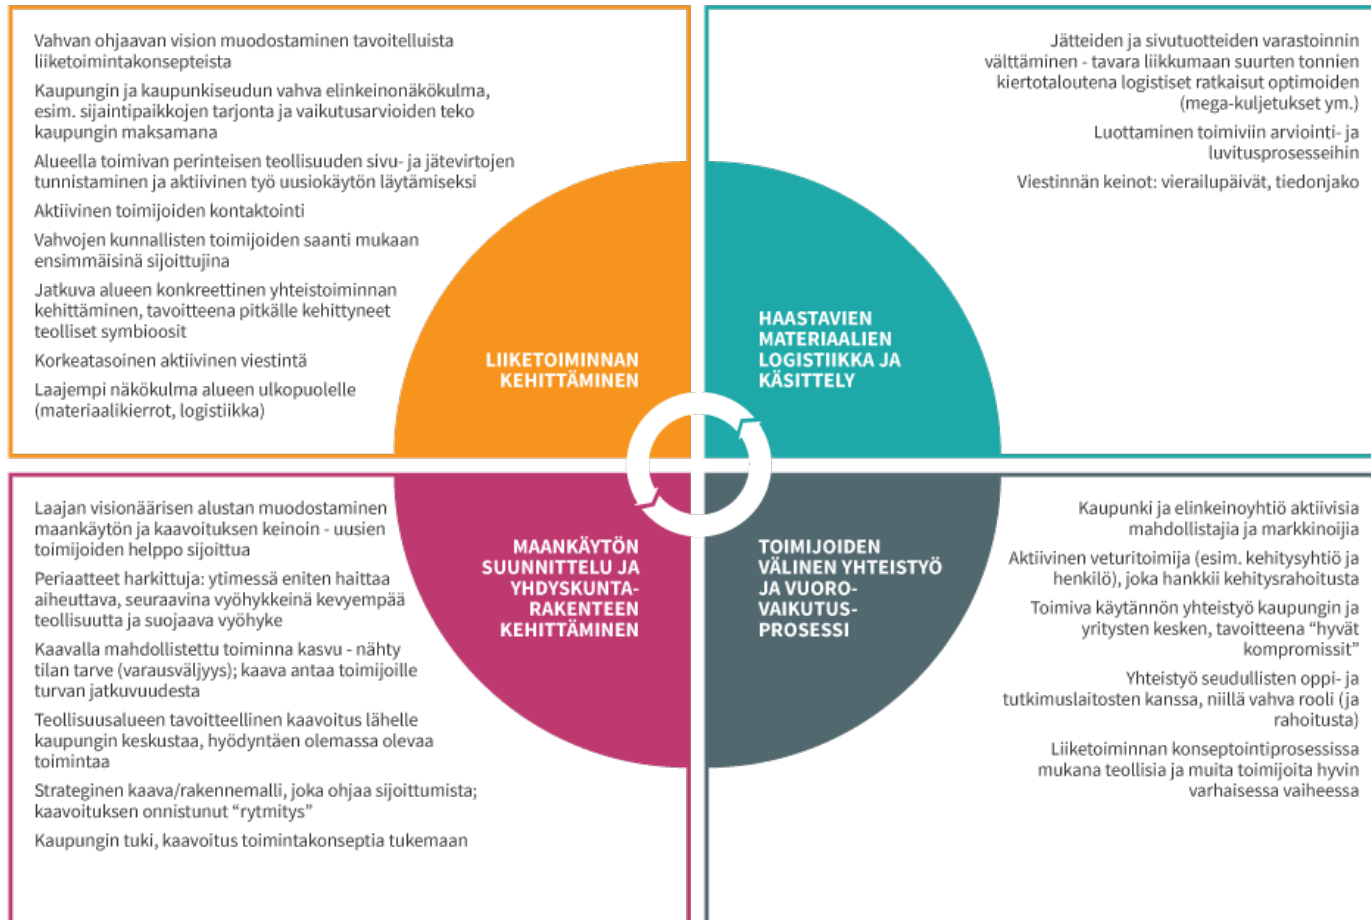 Vahvan ohjaavan vision muodostaminen tavoitelluista
liiketoimintakonsepteista
Kaupungin ja kaupunkiseudun vahva elinkeinonäkökulma,
esim. sijaintipaikkojen tarjonta ja vaikutusarvioiden teko
kaupungin maksamana
Alueella toimivan perinteisen teollisuuden sivu- ja jätevirtojen
tunnistaminen ja aktiivinen työ uusiokäytön löytämiseksi
Aktiivinen toimijoiden kontaktointi
Vahvojen kunnallisten toimijoiden saanti mukaan
ensimmäisinä sijoittujina
Jatkuva alueen konkreettinen yhteistoiminnan
kehittäminen, tavoitteena pitkälle kehittyneet
teolliset symbioosit
Korkeatasoinen aktiivinen viestintä
Laajempi näkökulma alueen ulkopuolelle
(materiaalikierrot, logistiikka)
LIIKETOIMINNAN
KEHITTÄMINEN
Jätteiden ja sivutuotteiden varastoinnin
välttäminen - tavara liikkumaan suurten tonnien
kiertotaloutena logistiset ratkaisut optimoiden
(mega-kuljetukset ym.)
Luottaminen toimiviin arviointi- ja
luvitusprosesseihin
Viestinnän keinot: vierailupäivät, tiedonjako
HAASTAVIEN
MATERIAALIEN
LOGISTIIKKA JA
KÄSITTELY
Laajan visionäärisen alustan muodostaminen
maankäytön ja kaavoituksen keinoin - uusien
toimijoiden helppo sijoittua
Periaatteet harkittuja: ytimessä eniten haittaa
aiheuttava, seuraavina vyöhykkeinä kevyempää
teollisuutta ja suojaava vyöhyke
Kaavalla mahdollistettu toiminna kasvu - nähty
tilan tarve (varausväljyys); kaava antaa toimijoille
turvan jatkuvuudesta
Teollisuusalueen tavoitteellinen kaavoitus lähelle
kaupungin keskustaa, hyödyntäen olemassa olevaa
toimintaa
Strateginen kaava/rakennemalli, joka ohjaa sijoittumista;
kaavoituksen onnistunut “rytmitys”
Kaupungin tuki, kaavoitus toimintakonseptia tukemaan
MAANKÄYTÖN
SUUNNITTELU JA
YHDYSKUNTA-
RAKENTEEN
KEHITTÄMINEN
TOIMIJOIDEN
VÄLINEN YHTEISTYÖ
JA VUORO-
VAIKUTUS-
PROSESSI
Kaupunki ja elinkeinoyhtiö aktiivisia
mahdollistajia ja markkinoijia
Aktiivinen veturitoimija (esim. kehitysyhtiö ja
henkilö), joka hankkii kehitysrahoitusta
Toimiva käytännön yhteistyö kaupungin ja
yritysten kesken, tavoitteena “hyvät
kompromissit”
Yhteistyö seudullisten oppi- ja
tutkimuslaitosten kanssa, niillä vahva rooli (ja
rahoitusta)
Liiketoiminnan konseptointiprosessissa
mukana teollisia ja muita toimijoita hyvin
varhaisessa vaiheessa